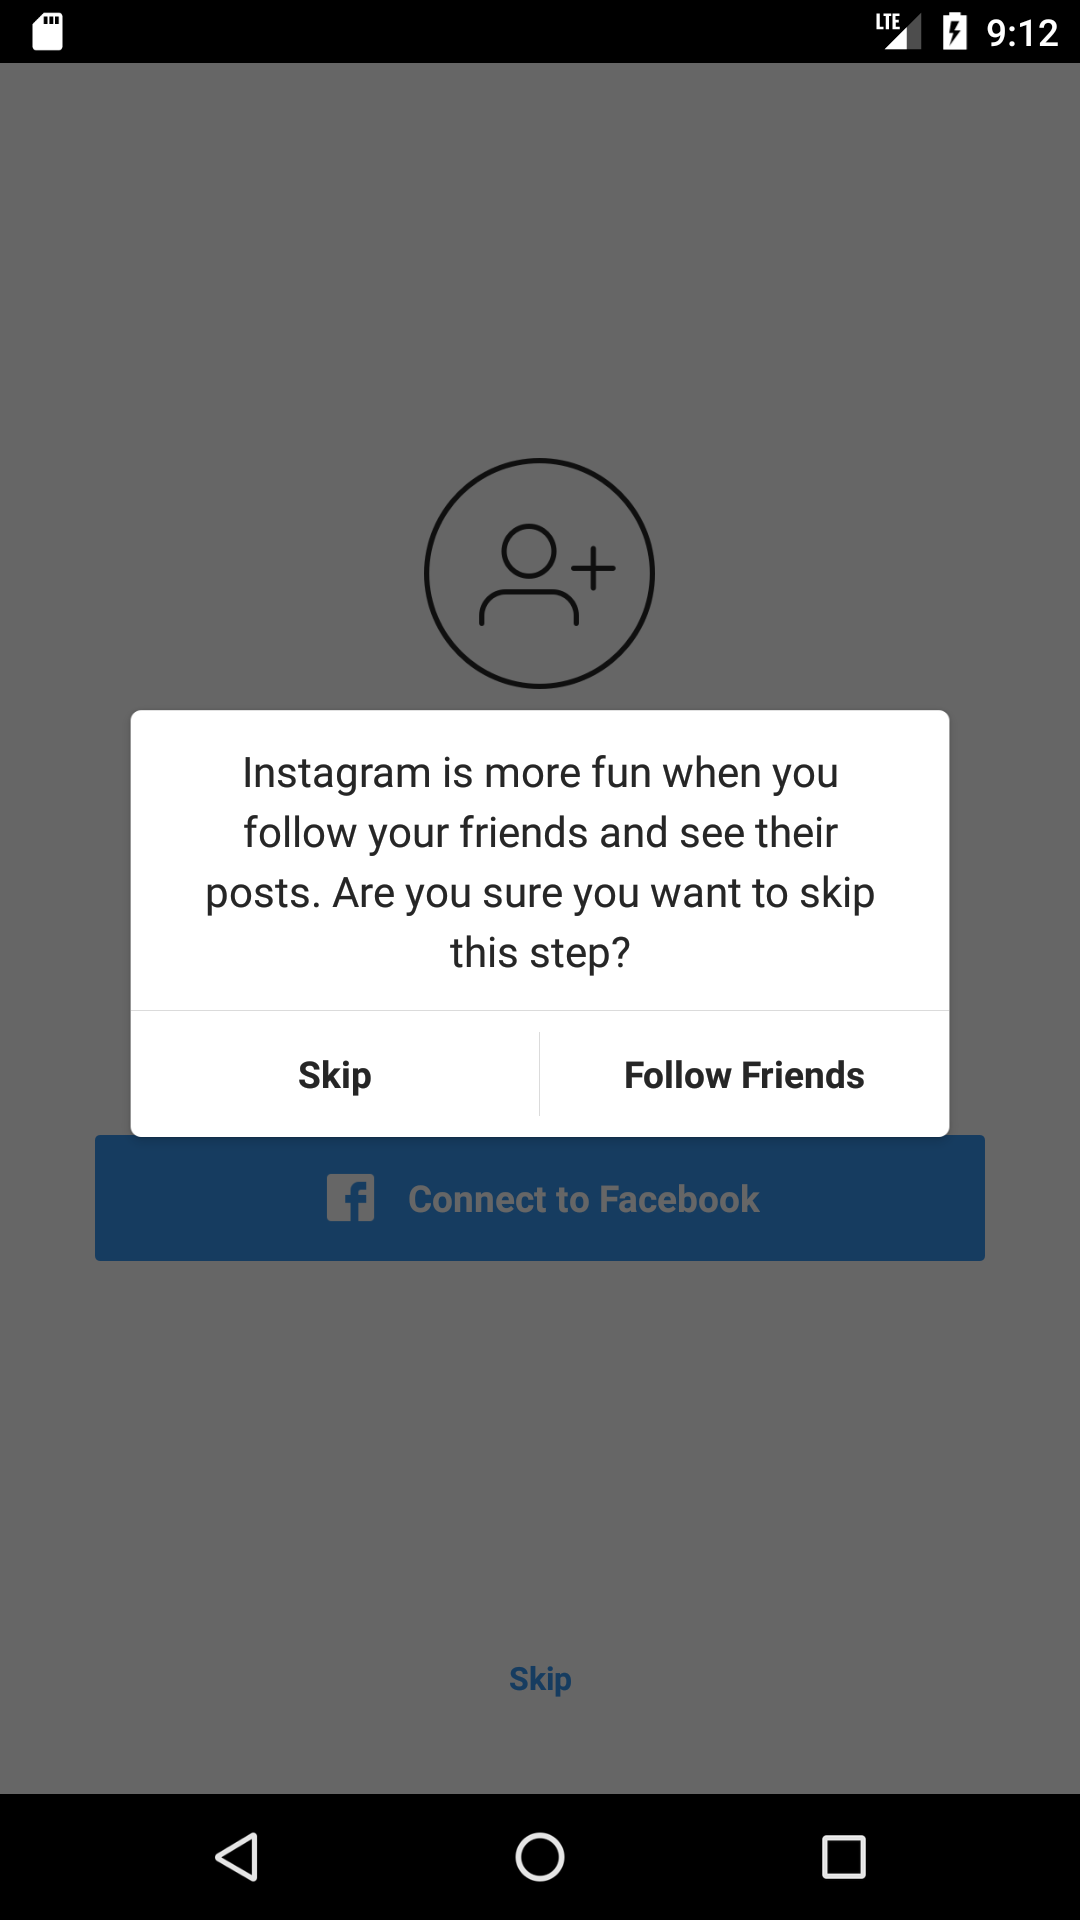 LTE 9:12
Instagram is more fun when you
follow your friends and see their
posts. Are you sure you want to skip
this step?
Skip Follow Friends
Connect to Facebook
Skip